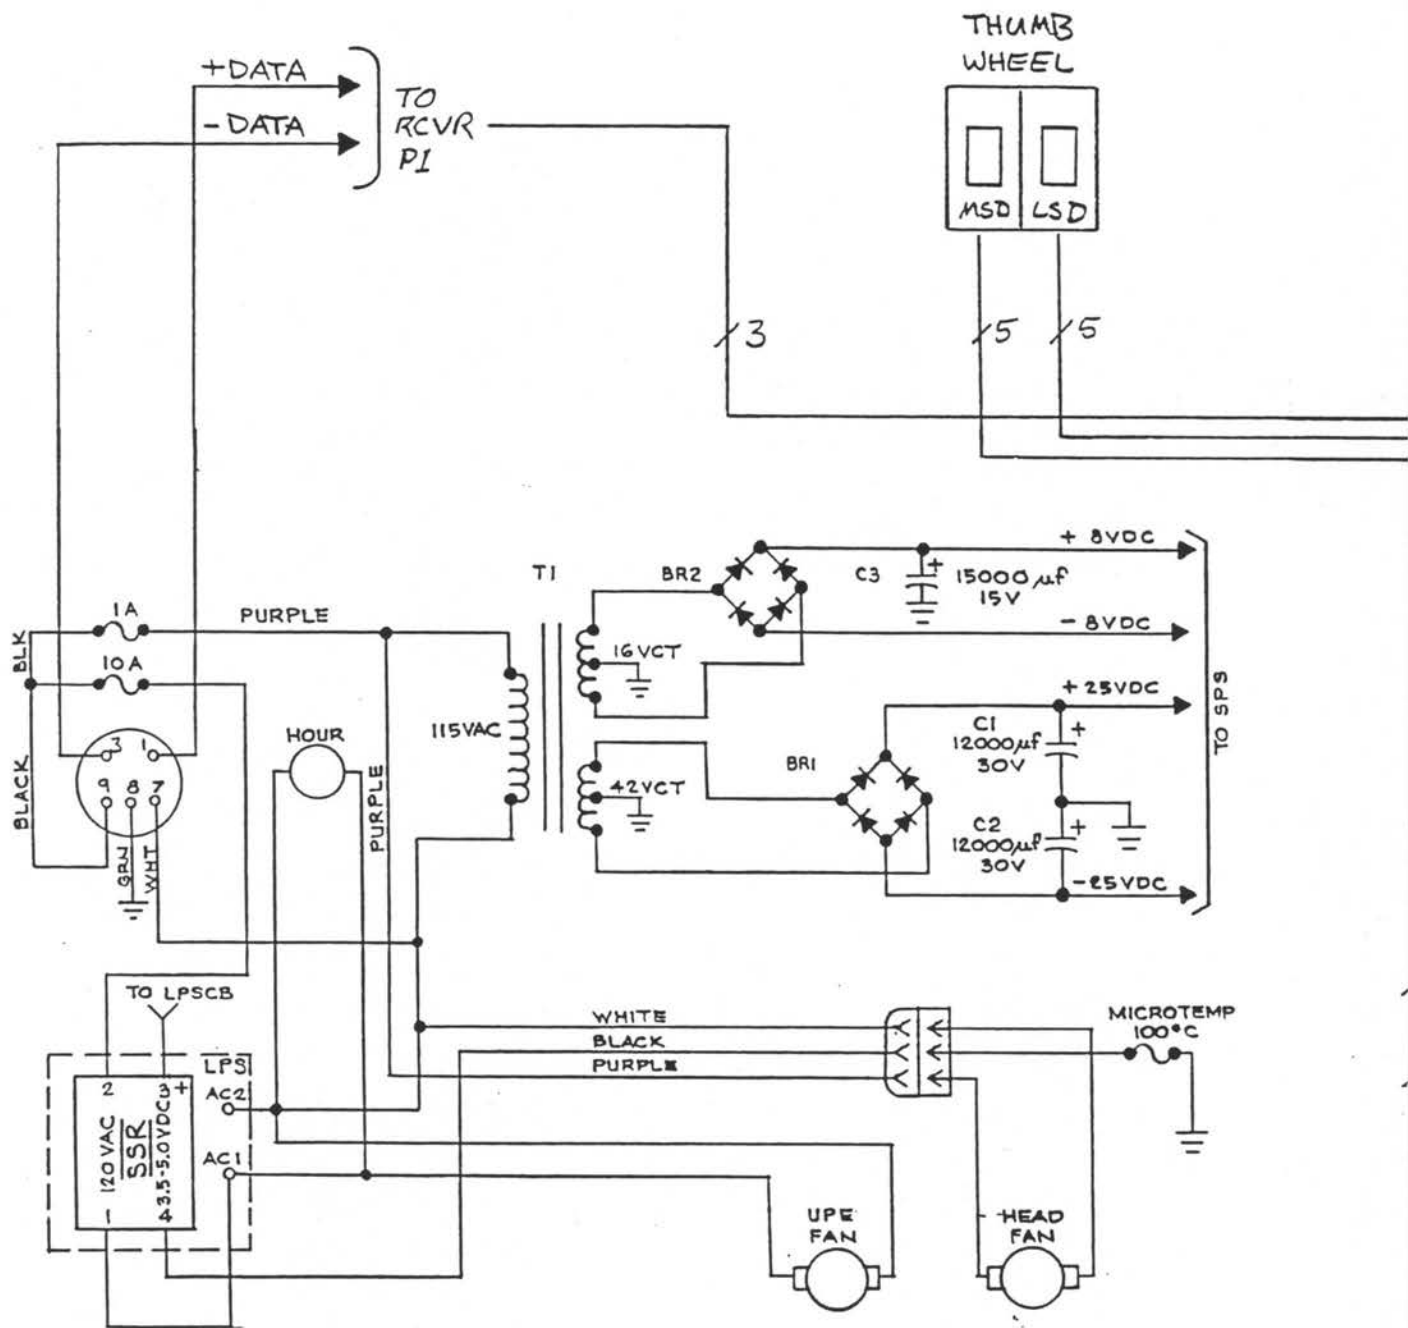 THUMB
WHEEL
+DATA
-DATA
TO
RCVR
P1
MSD LSD
3
5
5
+ 8VDC
T1
BR2
C3
+
15000 µf
15V
1A
PURPLE
- 8VDC
BLK
10A
16VCT
+25VDC
TO SPS
HOUR
115VAC
C1
12000µf
30V
+
3 1
BLACK
PURPLE
BR1
42VCT
9 8 7
C2
12000µf
30V
+
GRN
WHT
-25VDC
TO LPSCB
WHITE
BLACK
PURPLE
MICROTEMP
100°C
LPS
2 3 +
AC2
120VAC
SSR
3.5-5.0VDC
AC1
1 4
UPE
FAN
HEAD
FAN